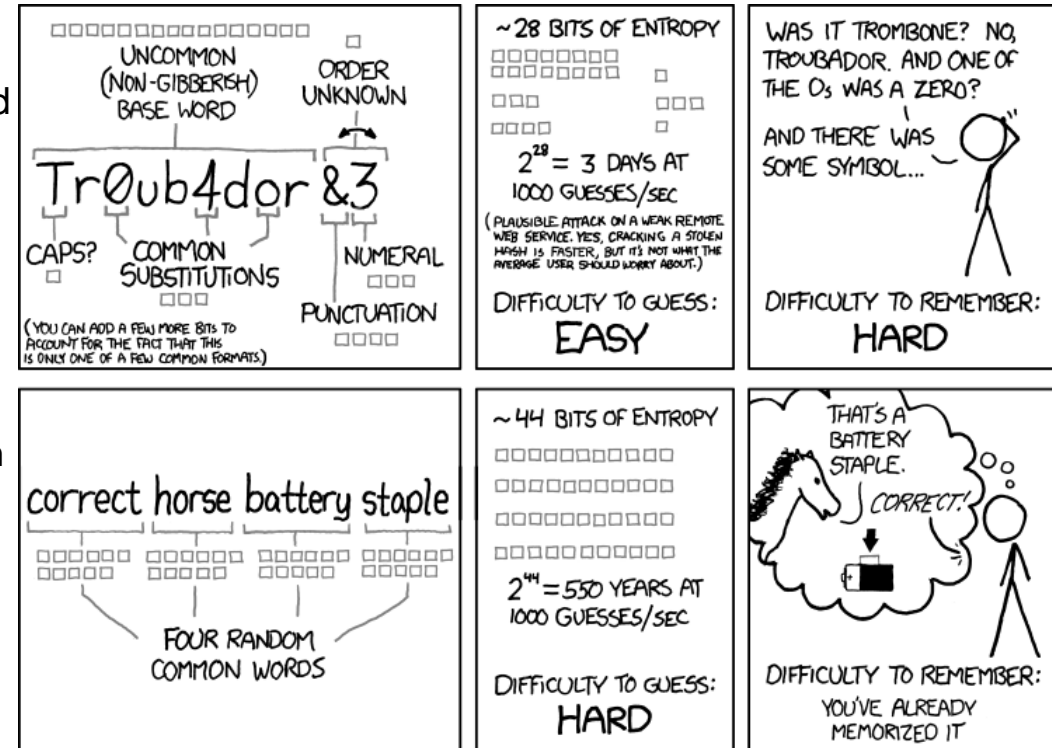 UNCOMMON
(NON-GIBBERISH)
BASE WORD
ORDER
UNKNOWN
Tr0ub4dor &3
CAPS?
COMMON
SUBSTITUTIONS
NUMERAL
PUNCTUATION
(YOU CAN ADD A FEW MORE BITS TO
ACCOUNT FOR THE FACT THAT THIS
IS ONLY ONE OF A FEW COMMON FORMATS.)
~28 BITS OF ENTROPY
2^28 = 3 DAYS AT
1000 GUESSES/SEC
(PLAUSIBLE ATTACK ON A WEAK REMOTE
WEB SERVICE. YES, CRACKING A STOLEN
HASH IS FASTER, BUT IT'S NOT WHAT THE
AVERAGE USER SHOULD WORRY ABOUT.)
DIFFICULTY TO GUESS:
EASY
WAS IT TROMBONE? NO,
TROUBADOR. AND ONE OF
THE Os WAS A ZERO?
AND THERE WAS
SOME SYMBOL...
DIFFICULTY TO REMEMBER:
HARD
correct horse battery staple
FOUR RANDOM
COMMON WORDS
~44 BITS OF ENTROPY
2^44 = 550 YEARS AT
1000 GUESSES/SEC
DIFFICULTY TO GUESS:
HARD
THAT'S A
BATTERY
STAPLE.
CORRECT!
DIFFICULTY TO REMEMBER:
YOU'VE ALREADY
MEMORIZED IT